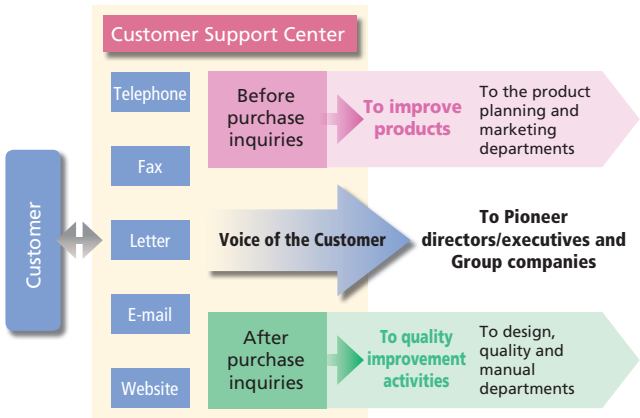 Customer Support Center
Customer
Telephone
Fax
Letter
E-mail
Website
Before
purchase
inquiries
To improve
products
To the product
planning and
marketing
departments
Voice of the Customer
To Pioneer
directors/executives and
Group companies
After
purchase
inquiries
To quality
improvement
activities
To design,
quality and
manual
departments